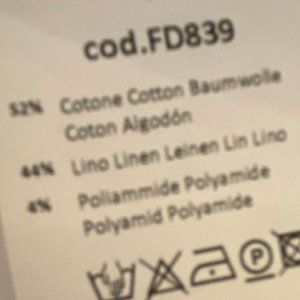 cod.FD839
52% Cotone Cotton Baumwolle
Coton Algodón
44% Lino Linen Leinen Lin Lino
4% Poliammide Polyamide
Polyamid Polyamide
P